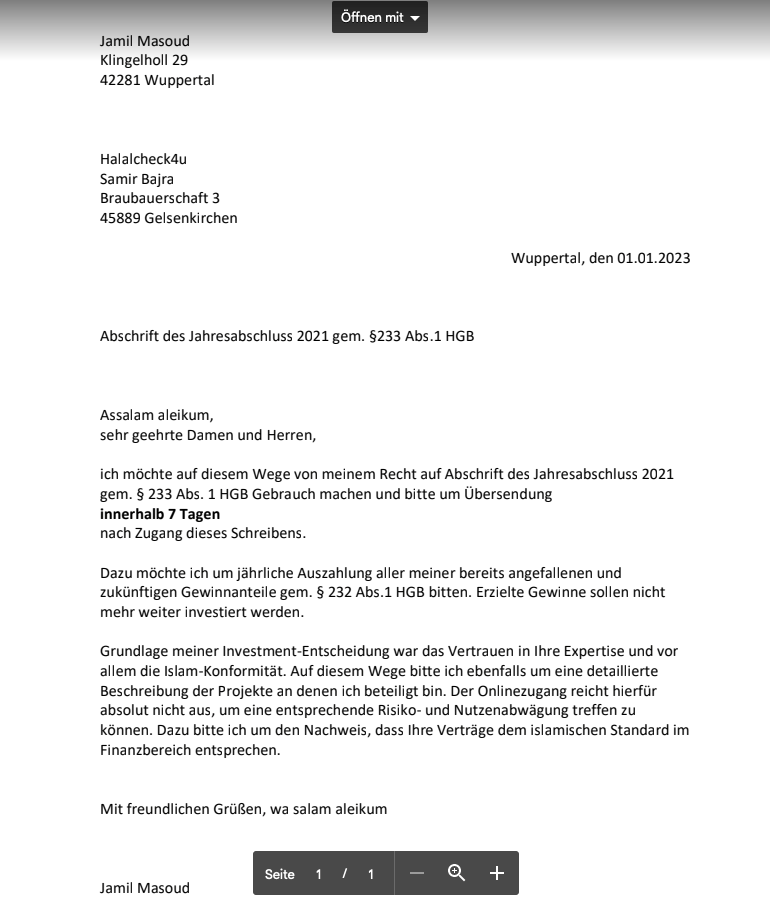 Öffnen mit
Jamil Masoud
Klingelholl 29
42281 Wuppertal
Halalcheck4u
Samir Bajra
Braubauerschaft 3
45889 Gelsenkirchen
Wuppertal, den 01.01.2023
Abschrift des Jahresabschluss 2021 gem. §233 Abs.1 HGB
Assalam aleikum,
sehr geehrte Damen und Herren,
ich möchte auf diesem Wege von meinem Recht auf Abschrift des Jahresabschluss 2021
gem. § 233 Abs. 1 HGB Gebrauch machen und bitte um Übersendung
innerhalb 7 Tagen
nach Zugang dieses Schreibens.
Dazu möchte ich um jährliche Auszahlung aller meiner bereits angefallenen und
zukünftigen Gewinnanteile gem. § 232 Abs.1 HGB bitten. Erzielte Gewinne sollen nicht
mehr weiter investiert werden.
Grundlage meiner Investment-Entscheidung war das Vertrauen in Ihre Expertise und vor
allem die Islam-Konformität. Auf diesem Wege bitte ich ebenfalls um eine detaillierte
Beschreibung der Projekte an denen ich beteiligt bin. Der Onlinezugang reicht hierfür
absolut nicht aus, um eine entsprechende Risiko- und Nutzenabwägung treffen zu
können. Dazu bitte ich um den Nachweis, dass Ihre Verträge dem islamischen Standard im
Finanzbereich entsprechen.
Mit freundlichen Grüßen, wa salam aleikum
Seite 1 / 1
Jamil Masoud